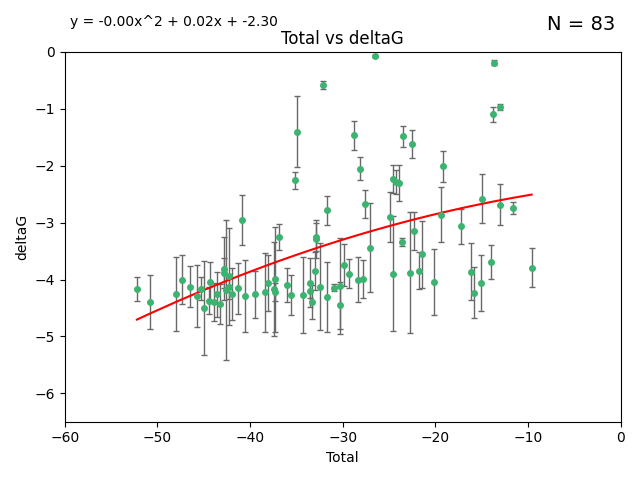 y = -0.00x^2 + 0.02x + -2.30
N = 83
Total vs deltaG
deltaG
0
−1
−2
−3
−4
−5
−6
−60
−50
−40
−30
−20
−10
0
Total